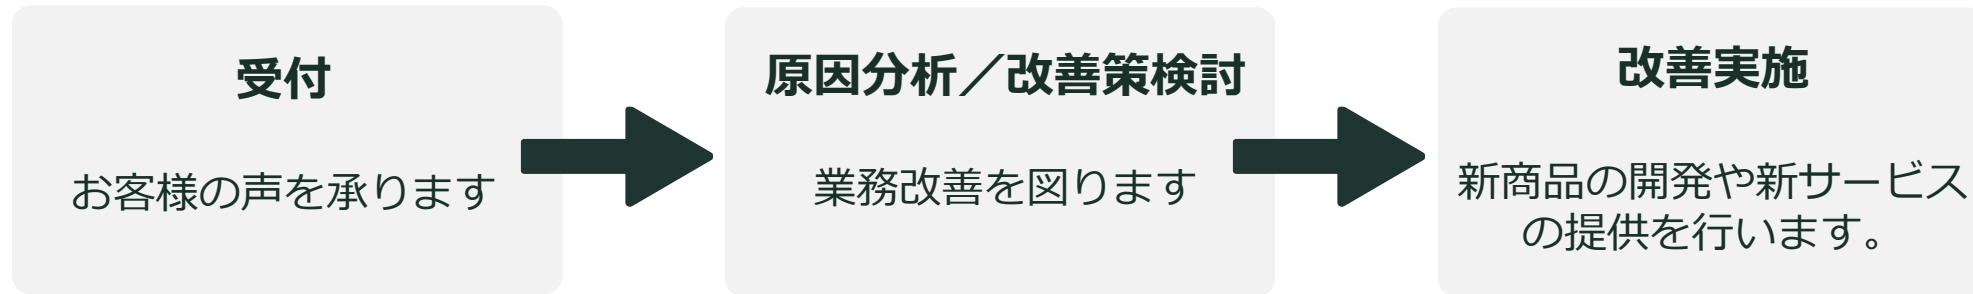 受付
お客様の声を承ります
原因分析／改善策検討
業務改善を図ります
改善実施
新商品の開発や新サービス
の提供を行います。